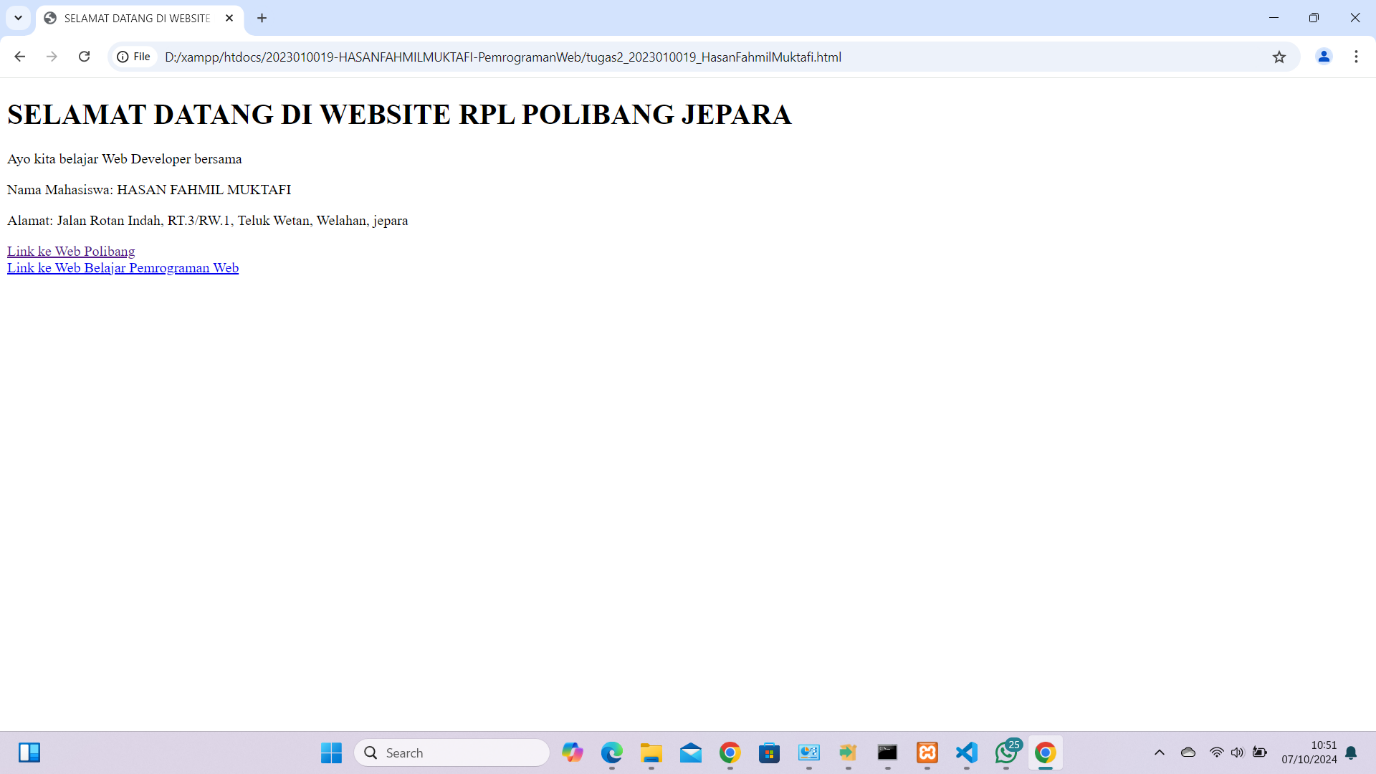 SELAMAT DATANG DI WEBSITE
File
D:/xampp/htdocs/2023010019-HASANFAHMILMUKTAFI-PemrogramanWeb/tugas2_2023010019_HasanFahmilMuktafi.html
SELAMAT DATANG DI WEBSITE RPL POLIBANG JEPARA
Ayo kita belajar Web Developer bersama
Nama Mahasiswa: HASAN FAHMIL MUKTAFI
Alamat: Jalan Rotan Indah, RT.3/RW.1, Teluk Wetan, Welahan, jepara
Link ke Web Polibang
Link ke Web Belajar Pemrograman Web
Search
25
10:51
07/10/2024